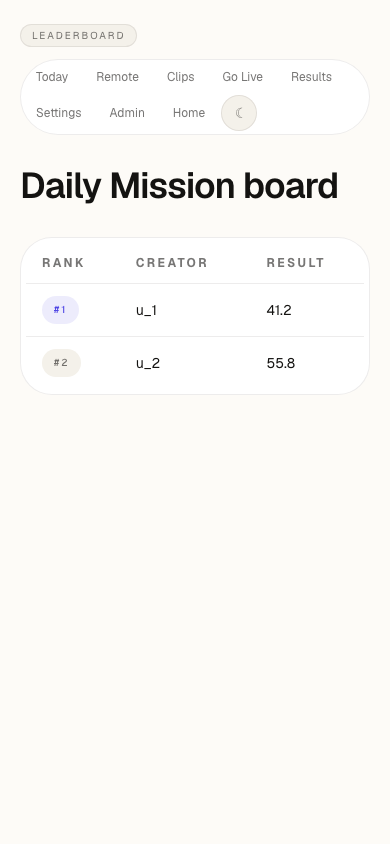 LEADERBOARD
Today Remote Clips Go Live Results
Settings Admin Home ☾
Daily Mission board
RANK CREATOR RESULT
#1 u_1 41.2
#2 u_2 55.8